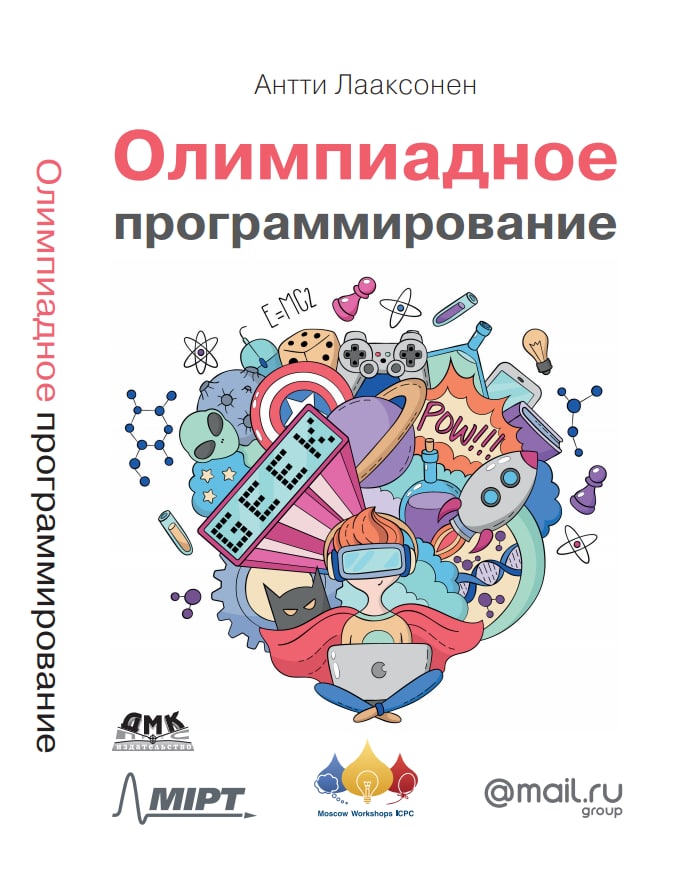 Антти Лааксонен
Олимпиадное
программирование
Олимпиадное программирование
E=MC2
POW!!!
GEEK
ДМК
издательство
MIPT
Moscow Workshops ICPC
@mail.ru
group